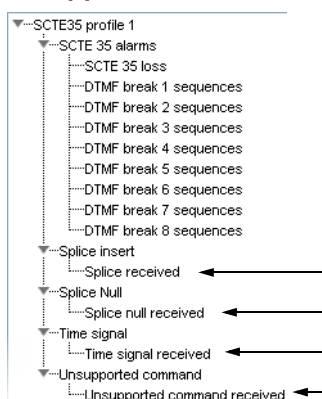 SCTE35 profile 1
SCTE 35 alarms
SCTE 35 loss
DTMF break 1 sequences
DTMF break 2 sequences
DTMF break 3 sequences
DTMF break 4 sequences
DTMF break 5 sequences
DTMF break 6 sequences
DTMF break 7 sequences
DTMF break 8 sequences
Splice insert
Splice received
Splice Null
Splice null received
Time signal
Time signal received
Unsupported command
Unsupported command received